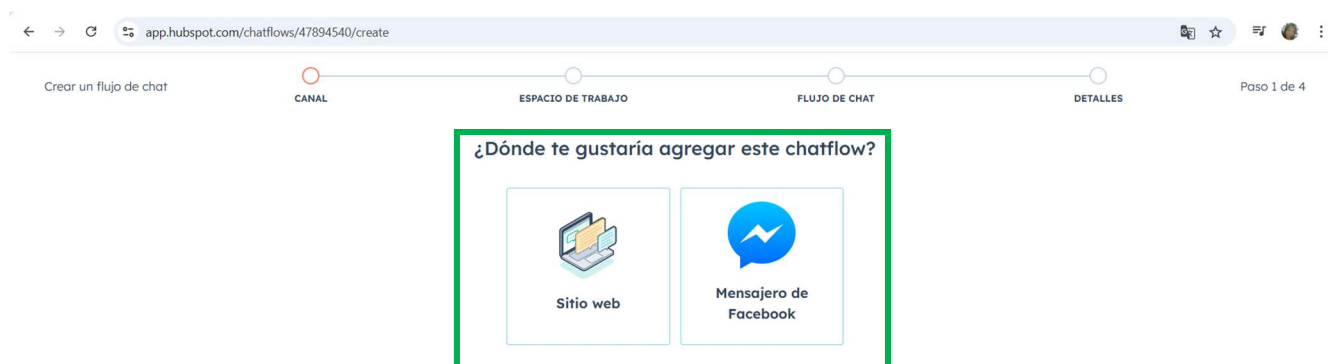 app.hubspot.com/chatflows/47894540/create
Crear un flujo de chat
CANAL
ESPACIO DE TRABAJO
FLUJO DE CHAT
DETALLES
Paso 1 de 4
¿Dónde te gustaría agregar este chatflow?
Sitio web
Mensajero de
Facebook